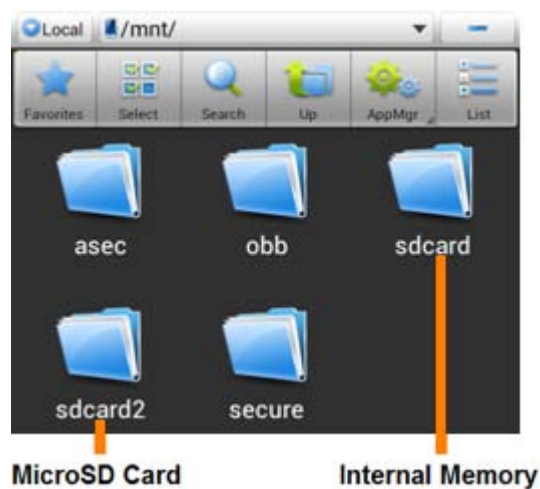 Local /mnt/
Favorites Select Search Up AppMgr List
asec obb sdcard
sdcard2 secure
MicroSD Card Internal Memory